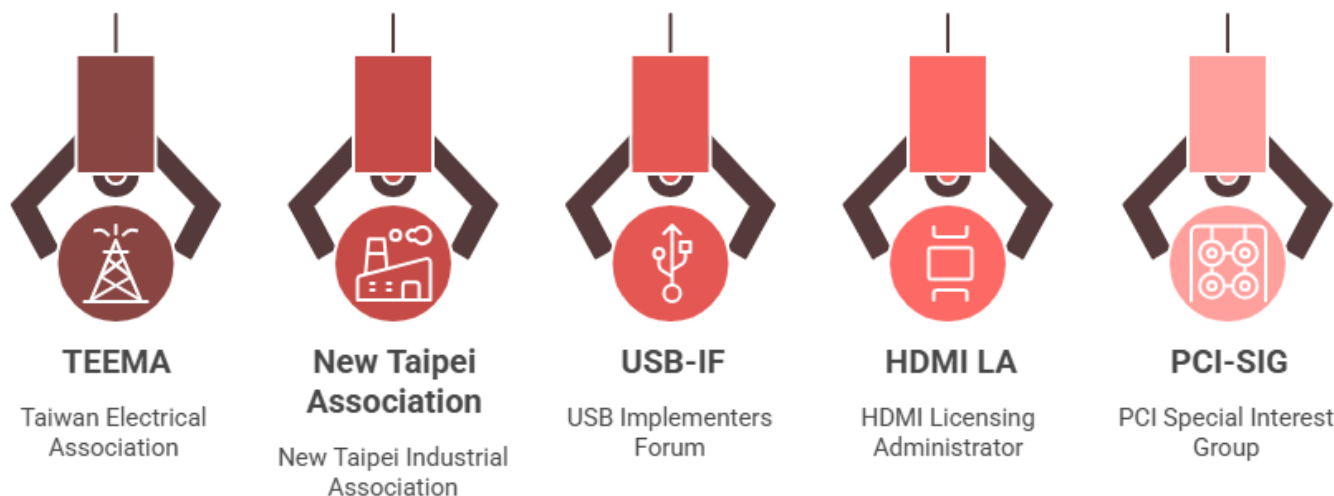 TEEMA
Taiwan Electrical
Association
New Taipei
Association
New Taipei Industrial
Association
USB-IF
USB Implementers
Forum
HDMI LA
HDMI Licensing
Administrator
PCI-SIG
PCI Special Interest
Group